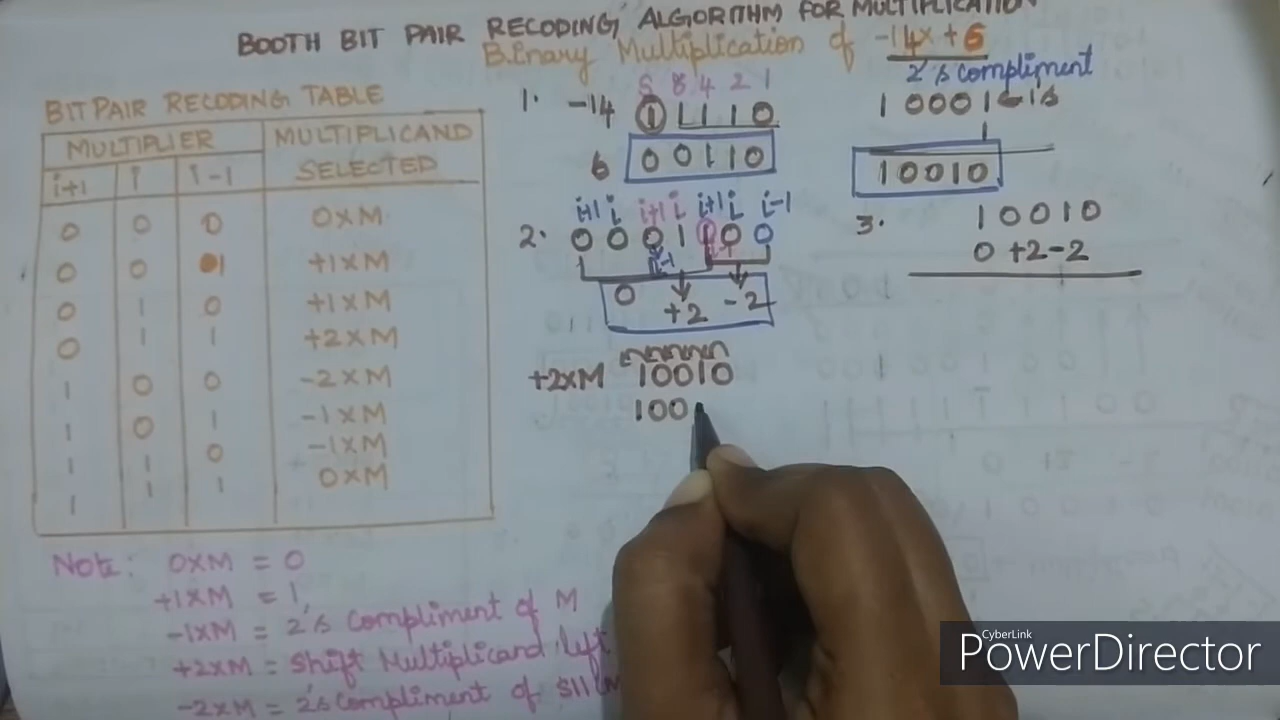 BOOTH BIT PAIR RECODING ALGORITHM FOR MULTIPLICATION
Binary Multiplication of -14 x + 6
2's compliment
BIT PAIR RECODING TABLE
MULTIPLIER MULTIPLICAND SELECTED
i+1 i i-1
0 0 0 0 x M
0 0 1 +1 x M
0 1 0 +1 x M
0 1 1 +2 x M
1 0 0 -2 x M
1 0 1 -1 x M
1 1 0 -1 x M
1 1 1 0 x M
Note: 0 x M = 0
+1 x M = 1
-1 x M = 2's Compliment of M
+2 x M = Shift Multiplicand left
-2 x M = 2's Compliment of
8 4 2 1
1. -14 1 1 1 1 0
6 0 0 1 1 0
i+1 i i+1 i i+1 i i-1
2. 0 0 0 1 1 0 0
i-1 i-1
0 +2 -2
+2 x M 1 0 0 1 0
1 0 0
1 0 0 0 1 ← 1's
1
1 0 0 1 0
3. 1 0 0 1 0
0 +2 -2
CyberLink
PowerDirector